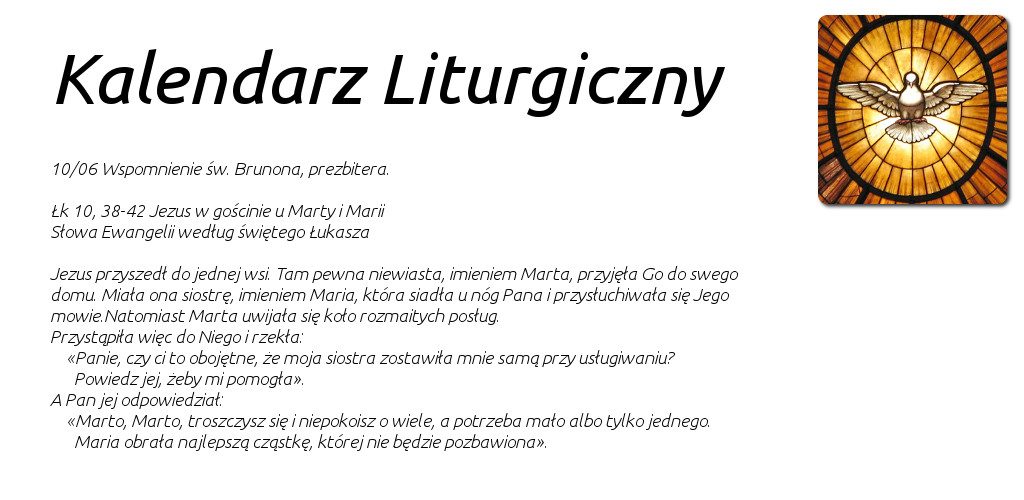 Kalendarz Liturgiczny
10/06 Wspomnienie św. Brunona, prezbitera.
Łk 10, 38-42 Jezus w gościnie u Marty i Marii
Słowa Ewangelii według świętego Łukasza
Jezus przyszedł do jednej wsi. Tam pewna niewiasta, imieniem Marta, przyjęła Go do swego
domu. Miała ona siostrę, imieniem Maria, która siadła u nóg Pana i przysłuchiwała się Jego
mowie.Natomiast Marta uwijała się koło rozmaitych posług.
Przystąpiła więc do Niego i rzekła:
«Panie, czy ci to obojętne, że moja siostra zostawiła mnie samą przy usługiwaniu?
Powiedz jej, żeby mi pomogła».
A Pan jej odpowiedział:
«Marto, Marto, troszczysz się i niepokoisz o wiele, a potrzeba mało albo tylko jednego.
Maria obrała najlepszą cząstkę, której nie będzie pozbawiona».